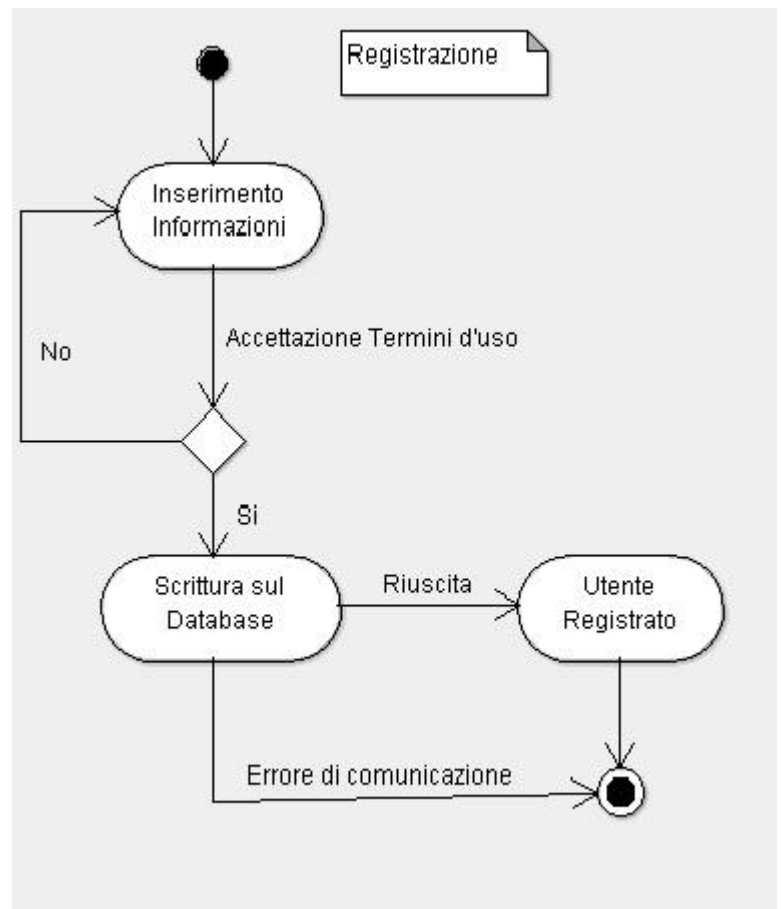 Registrazione
Inserimento
Informazioni
Accettazione Termini d'uso
No
Si
Scrittura sul
Database
Riuscita
Utente
Registrato
Errore di comunicazione